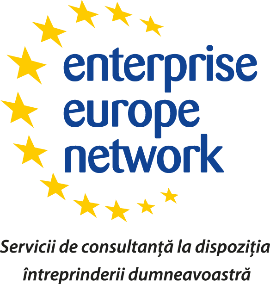 enterprise
europe
network
Servicii de consultanță la dispoziția
întreprinderii dumneavoastră